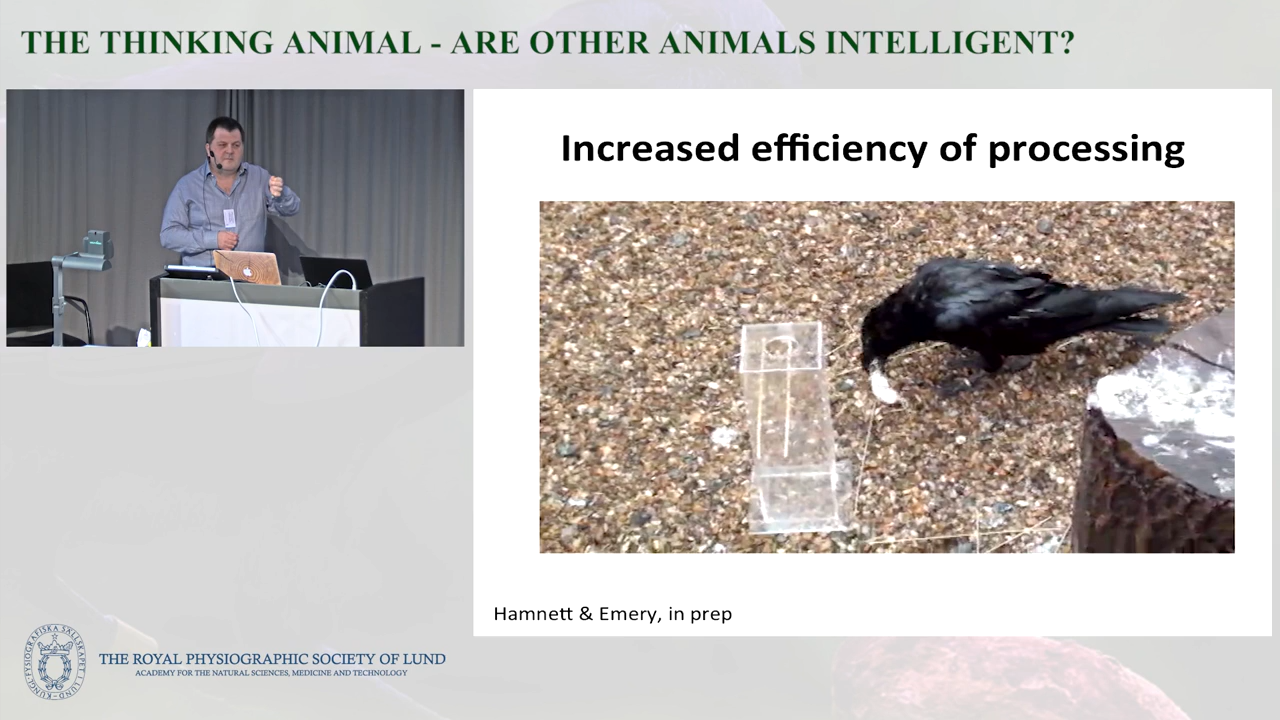 THE THINKING ANIMAL - ARE OTHER ANIMALS INTELLIGENT?
Increased efficiency of processing
Hamnett & Emery, in prep
THE ROYAL PHYSIOGRAPHIC SOCIETY OF LUND
ACADEMY FOR THE NATURAL SCIENCES, MEDICINE AND TECHNOLOGY